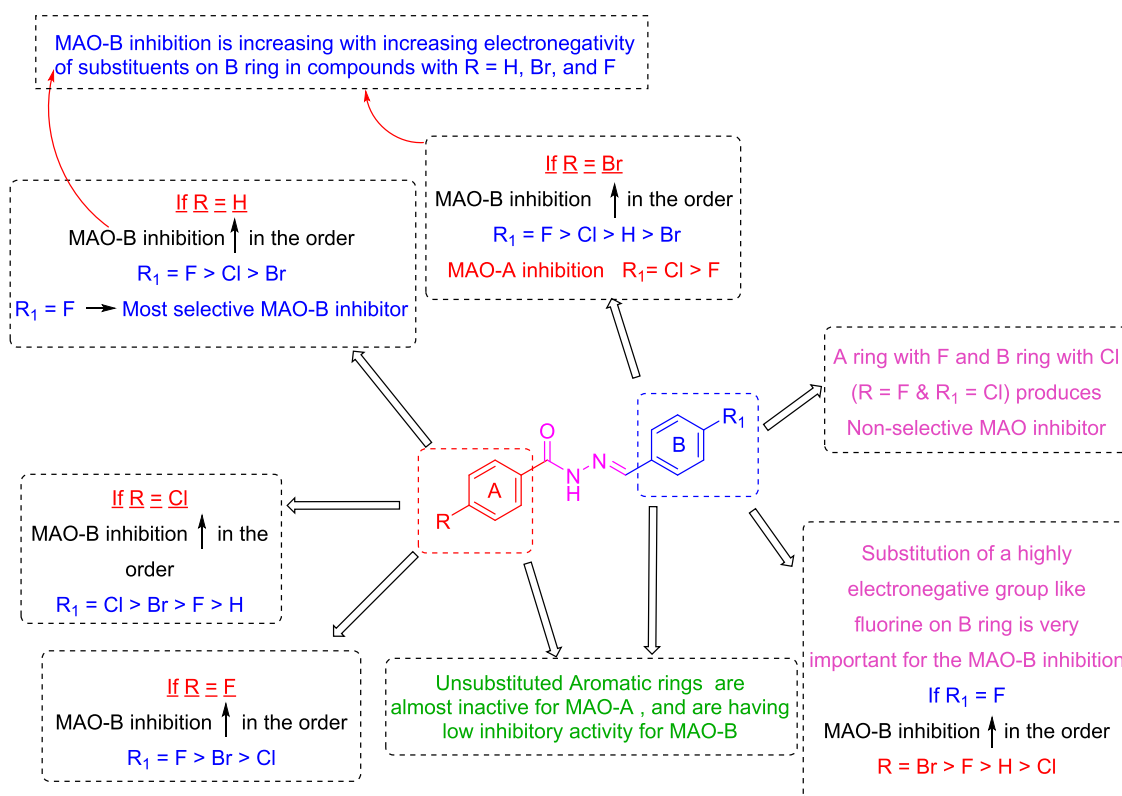 MAO-B inhibition is increasing with increasing electronegativity
of substituents on B ring in compounds with R = H, Br, and F
If R = H
MAO-B inhibition in the order
R₁ = F > Cl > Br
R₁ = F Most selective MAO-B inhibitor
If R = Br
MAO-B inhibition in the order
R₁ = F > Cl > H > Br
MAO-A inhibition R₁= Cl > F
A ring with F and B ring with Cl
(R = F & R₁ = Cl) produces
Non-selective MAO inhibitor
R₁
O
B
N
N
H
A
R
If R = Cl
MAO-B inhibition in the
order
R₁ = Cl > Br > F > H
If R = F
MAO-B inhibition in the order
R₁ = F > Br > Cl
Unsubstituted Aromatic rings are
almost inactive for MAO-A , and are having
low inhibitory activity for MAO-B
Substitution of a highly
electronegative group like
fluorine on B ring is very
important for the MAO-B inhibition
If R₁ = F
MAO-B inhibition in the order
R = Br > F > H > Cl